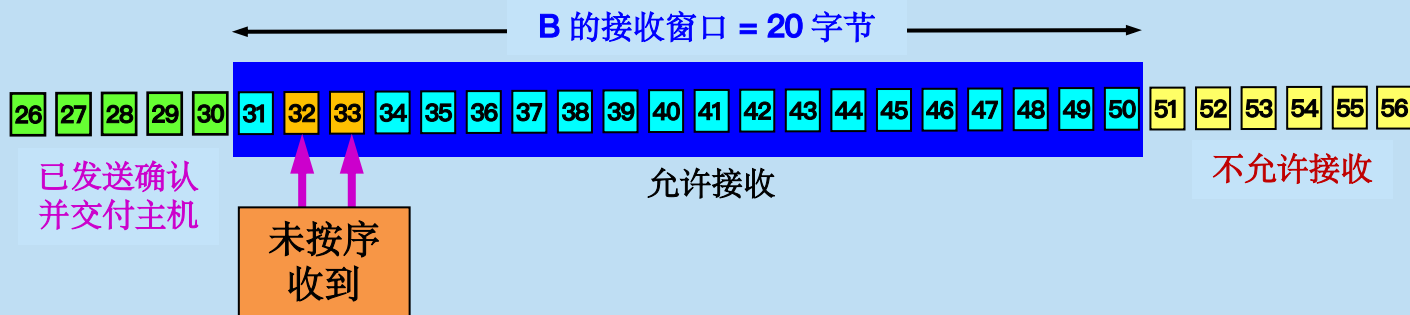 B 的接收窗口 = 20 字节
26 27 28 29 30 31 32 33 34 35 36 37 38 39 40 41 42 43 44 45 46 47 48 49 50 51 52 53 54 55 56
已发送确认
并交付主机
允许接收
不允许接收
未按序
收到